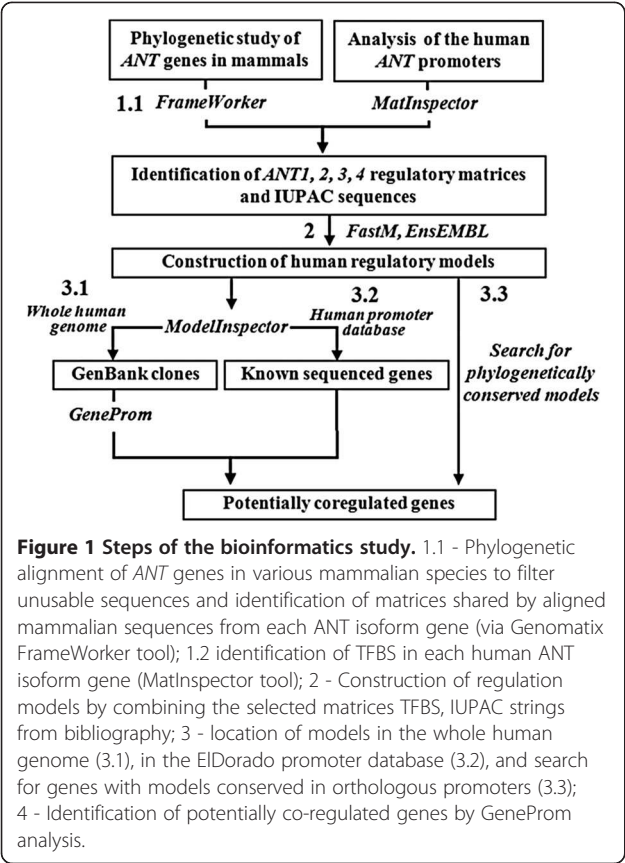 Phylogenetic study of
ANT genes in mammals
Analysis of the human
ANT promoters
1.1 FrameWorker
MatInspector
Identification of ANT1, 2, 3, 4 regulatory matrices
and IUPAC sequences
2 FastM, EnsEMBL
Construction of human regulatory models
3.1
Whole human
genome
ModelInspector
3.2
Human promoter
database
3.3
Search for
phylogenetically
conserved models
GenBank clones
Known sequenced genes
GeneProm
Potentially coregulated genes
Figure 1 Steps of the bioinformatics study. 1.1 - Phylogenetic
alignment of ANT genes in various mammalian species to filter
unusable sequences and identification of matrices shared by aligned
mammalian sequences from each ANT isoform gene (via Genomatix
FrameWorker tool); 1.2 identification of TFBS in each human ANT
isoform gene (MatInspector tool); 2 - Construction of regulation
models by combining the selected matrices TFBS, IUPAC strings
from bibliography; 3 - location of models in the whole human
genome (3.1), in the ElDorado promoter database (3.2), and search
for genes with models conserved in orthologous promoters (3.3);
4 - Identification of potentially co-regulated genes by GeneProm
analysis.